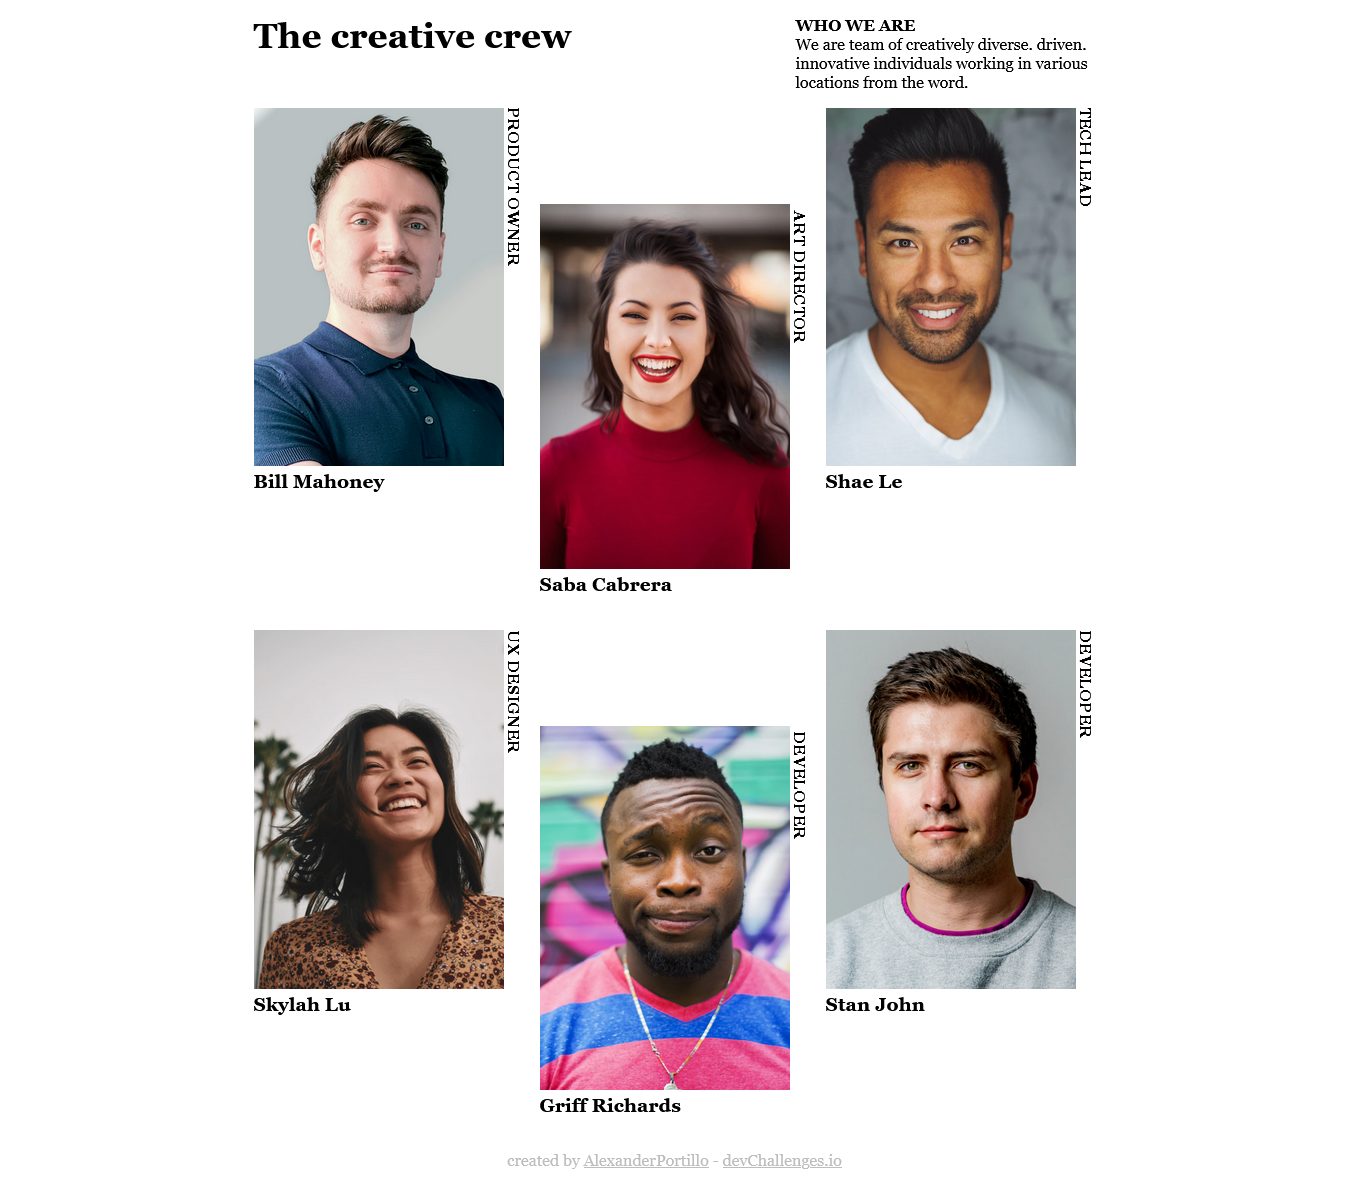 The creative crew
WHO WE ARE
We are team of creatively diverse. driven.
innovative individuals working in various
locations from the word.
PRODUCT OWNER
Bill Mahoney
ART DIRECTOR
Saba Cabrera
TECH LEAD
Shae Le
UX DESIGNER
Skylah Lu
DEVELOPER
Griff Richards
DEVELOPER
Stan John
created by AlexanderPortillo - devChallenges.io